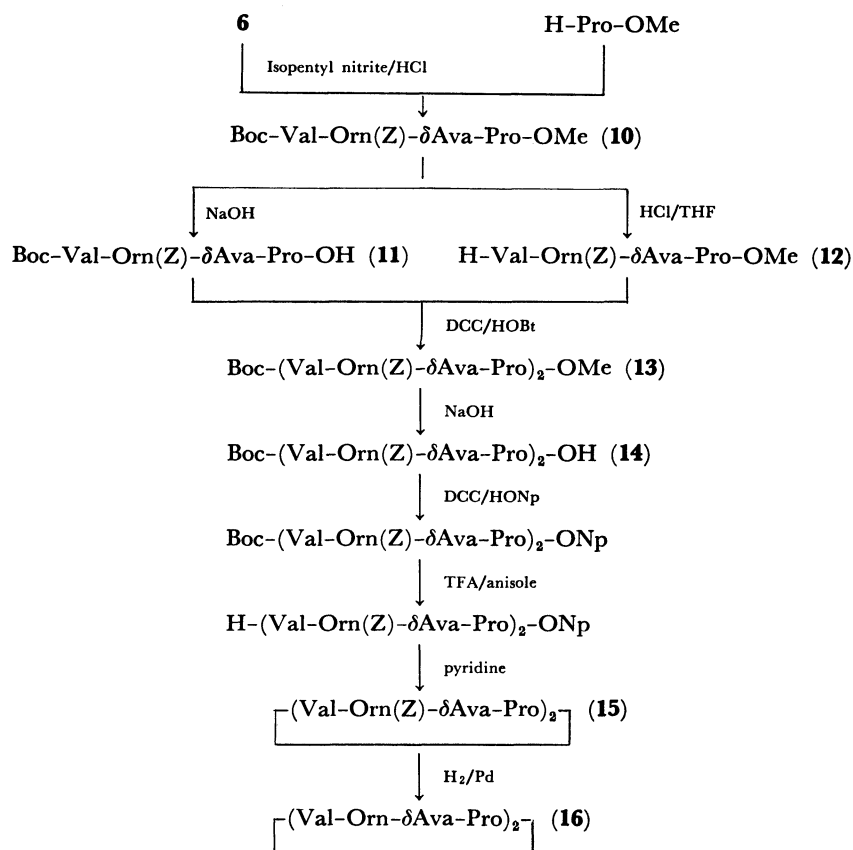 6 H-Pro-OMe
Isopentyl nitrite/HCl
Boc-Val-Orn(Z)-δAva-Pro-OMe (10)
NaOH HCl/THF
Boc-Val-Orn(Z)-δAva-Pro-OH (11) H-Val-Orn(Z)-δAva-Pro-OMe (12)
DCC/HOBt
Boc-(Val-Orn(Z)-δAva-Pro)₂-OMe (13)
NaOH
Boc-(Val-Orn(Z)-δAva-Pro)₂-OH (14)
DCC/HONp
Boc-(Val-Orn(Z)-δAva-Pro)₂-ONp
TFA/anisole
H-(Val-Orn(Z)-δAva-Pro)₂-ONp
pyridine
-(Val-Orn(Z)-δAva-Pro)₂- (15)
H₂/Pd
-(Val-Orn-δAva-Pro)₂- (16)